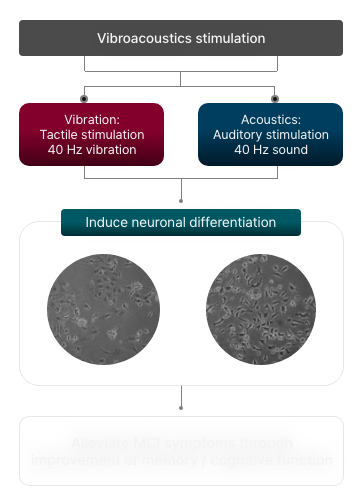 Vibroacoustics stimulation
Vibration:
Tactile stimulation
40 Hz vibration
Acoustics:
Auditory stimulation
40 Hz sound
Induce neuronal differentiation
Alleviate MCI symptoms through
improvement of memory / cognitive function